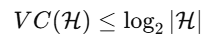 VC(ℋ) ≤ log₂ |ℋ|